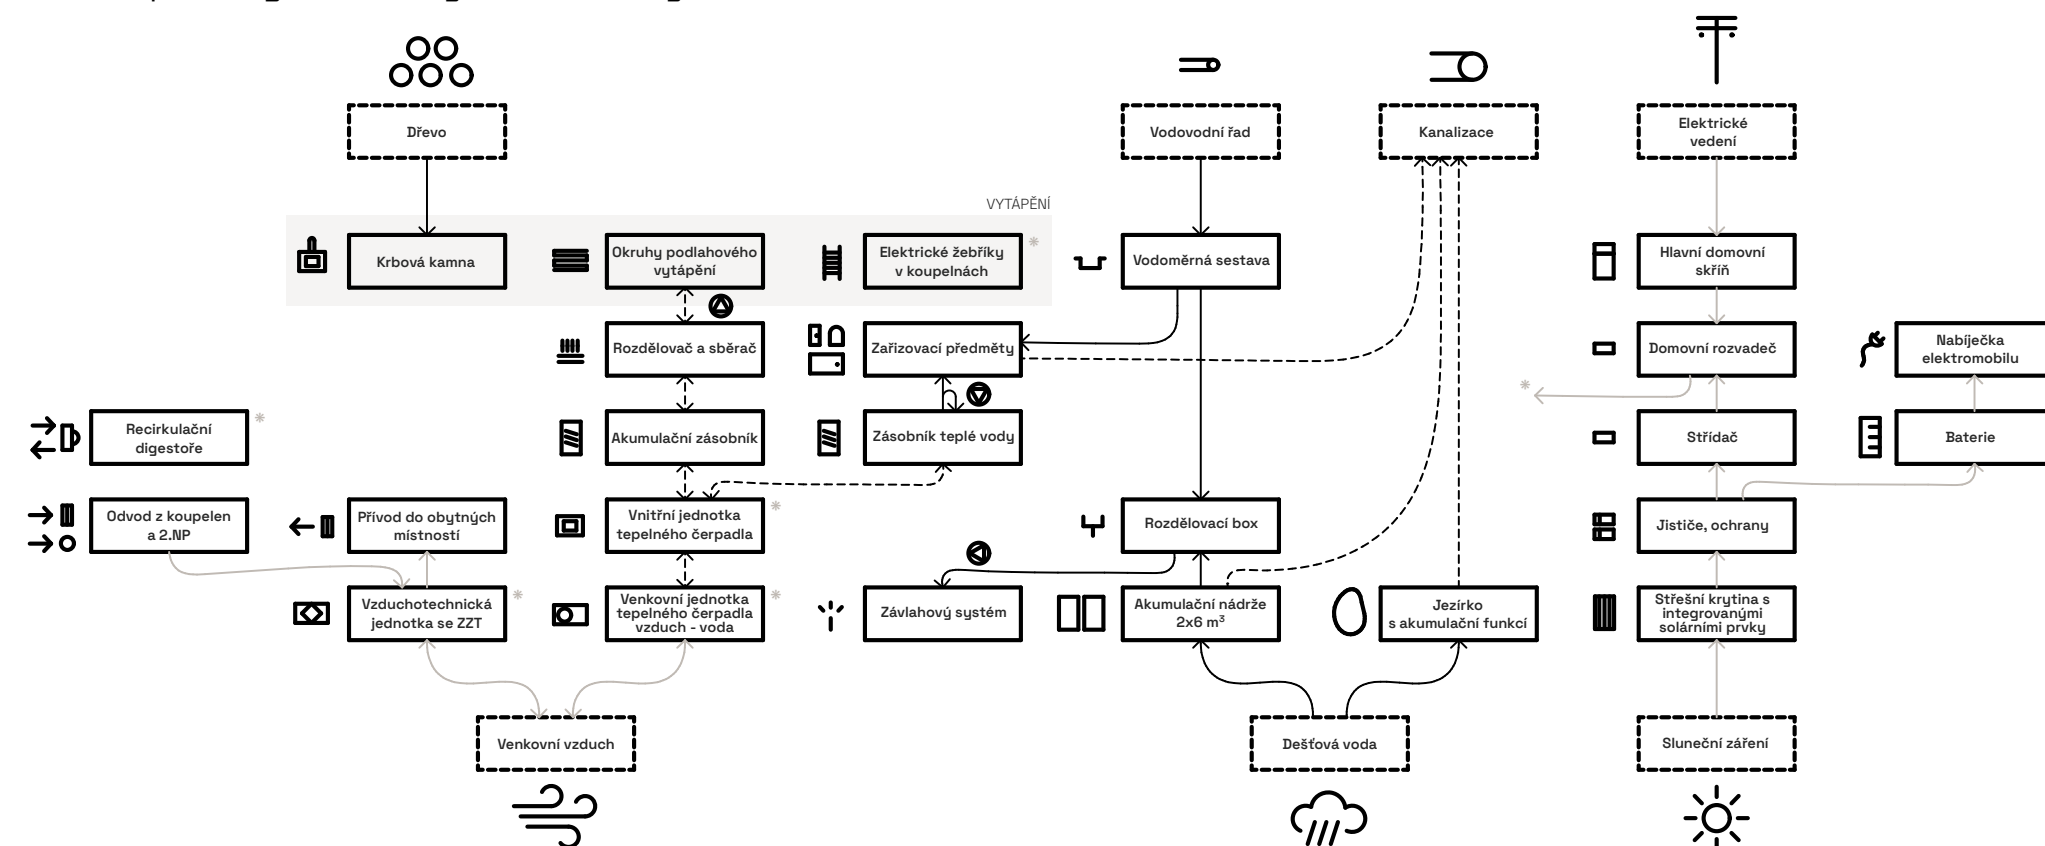 Dřevo
Vodovodní řad
Kanalizace
Elektrické
vedení
VYTÁPĚNÍ
Krbová kamna
Okruhy podlahového
vytápění
Elektrické žebříky
v koupelnách
*
Vodoměrná sestava
Hlavní domovní
skříň
Rozdělovač a sběrač
Zařizovací předměty
Domovní rozvaděč
Nabíječka
elektromobilu
*
Recirkulační
digestoře
*
Akumulační zásobník
Zásobník teplé vody
Střídač
Baterie
Odvod z koupelen
a 2.NP
Přívod do obytných
místností
Vnitřní jednotka
tepelného čerpadla
*
Rozdělovací box
Jističe, ochrany
Vzduchotechnická
jednotka se ZZT
*
Venkovní jednotka
tepelného čerpadla
vzduch - voda
*
Závlahový systém
Akumulační nádrže
2x6 m³
Jezírko
s akumulační funkcí
Střešní krytina s
integrovanými
solárními prvky
Venkovní vzduch
Dešťová voda
Sluneční záření